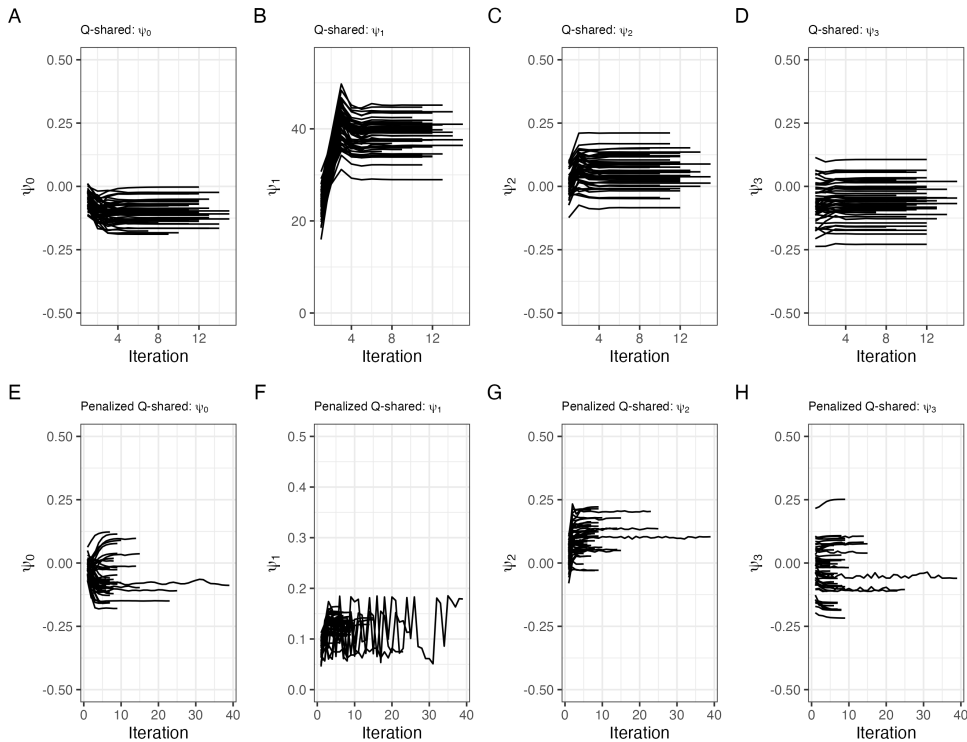 A
Q-shared: ψ0
0.50
0.25
0.00
-0.25
-0.50
ψ0
4 8 12
Iteration
B
Q-shared: ψ1
40
20
0
ψ1
4 8 12
Iteration
C
Q-shared: ψ2
0.50
0.25
0.00
-0.25
-0.50
ψ2
4 8 12
Iteration
D
Q-shared: ψ3
0.50
0.25
0.00
-0.25
-0.50
ψ3
4 8 12
Iteration
E
Penalized Q-shared: ψ0
0.50
0.25
0.00
-0.25
-0.50
ψ0
0 10 20 30 40
Iteration
F
Penalized Q-shared: ψ1
0.5
0.4
0.3
0.2
0.1
0.0
ψ1
0 10 20 30 40
Iteration
G
Penalized Q-shared: ψ2
0.50
0.25
0.00
-0.25
-0.50
ψ2
0 10 20 30 40
Iteration
H
Penalized Q-shared: ψ3
0.50
0.25
0.00
-0.25
-0.50
ψ3
0 10 20 30 40
Iteration